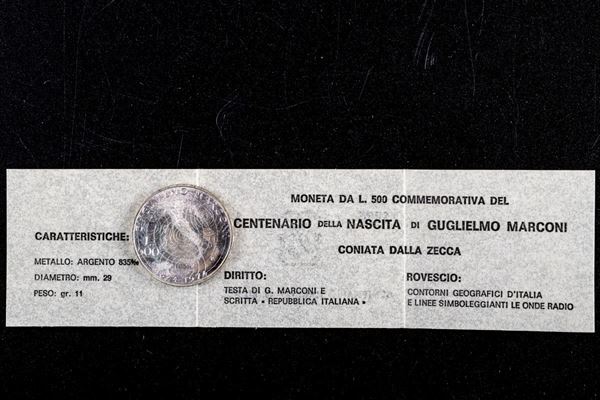 MONETA DA L. 500 COMMEMORATIVA DEL
CENTENARIO DELLA NASCITA DI GUGLIELMO MARCONI
CONIATA DALLA ZECCA
CARATTERISTICHE:
METALLO: ARGENTO 835‰
DIAMETRO: mm. 29
PESO: gr. 11
DIRITTO:
TESTA DI G. MARCONI E
SCRITTA • REPUBBLICA ITALIANA •
ROVESCIO:
CONTORNI GEOGRAFICI D'ITALIA
E LINEE SIMBOLEGGIANTI LE ONDE RADIO